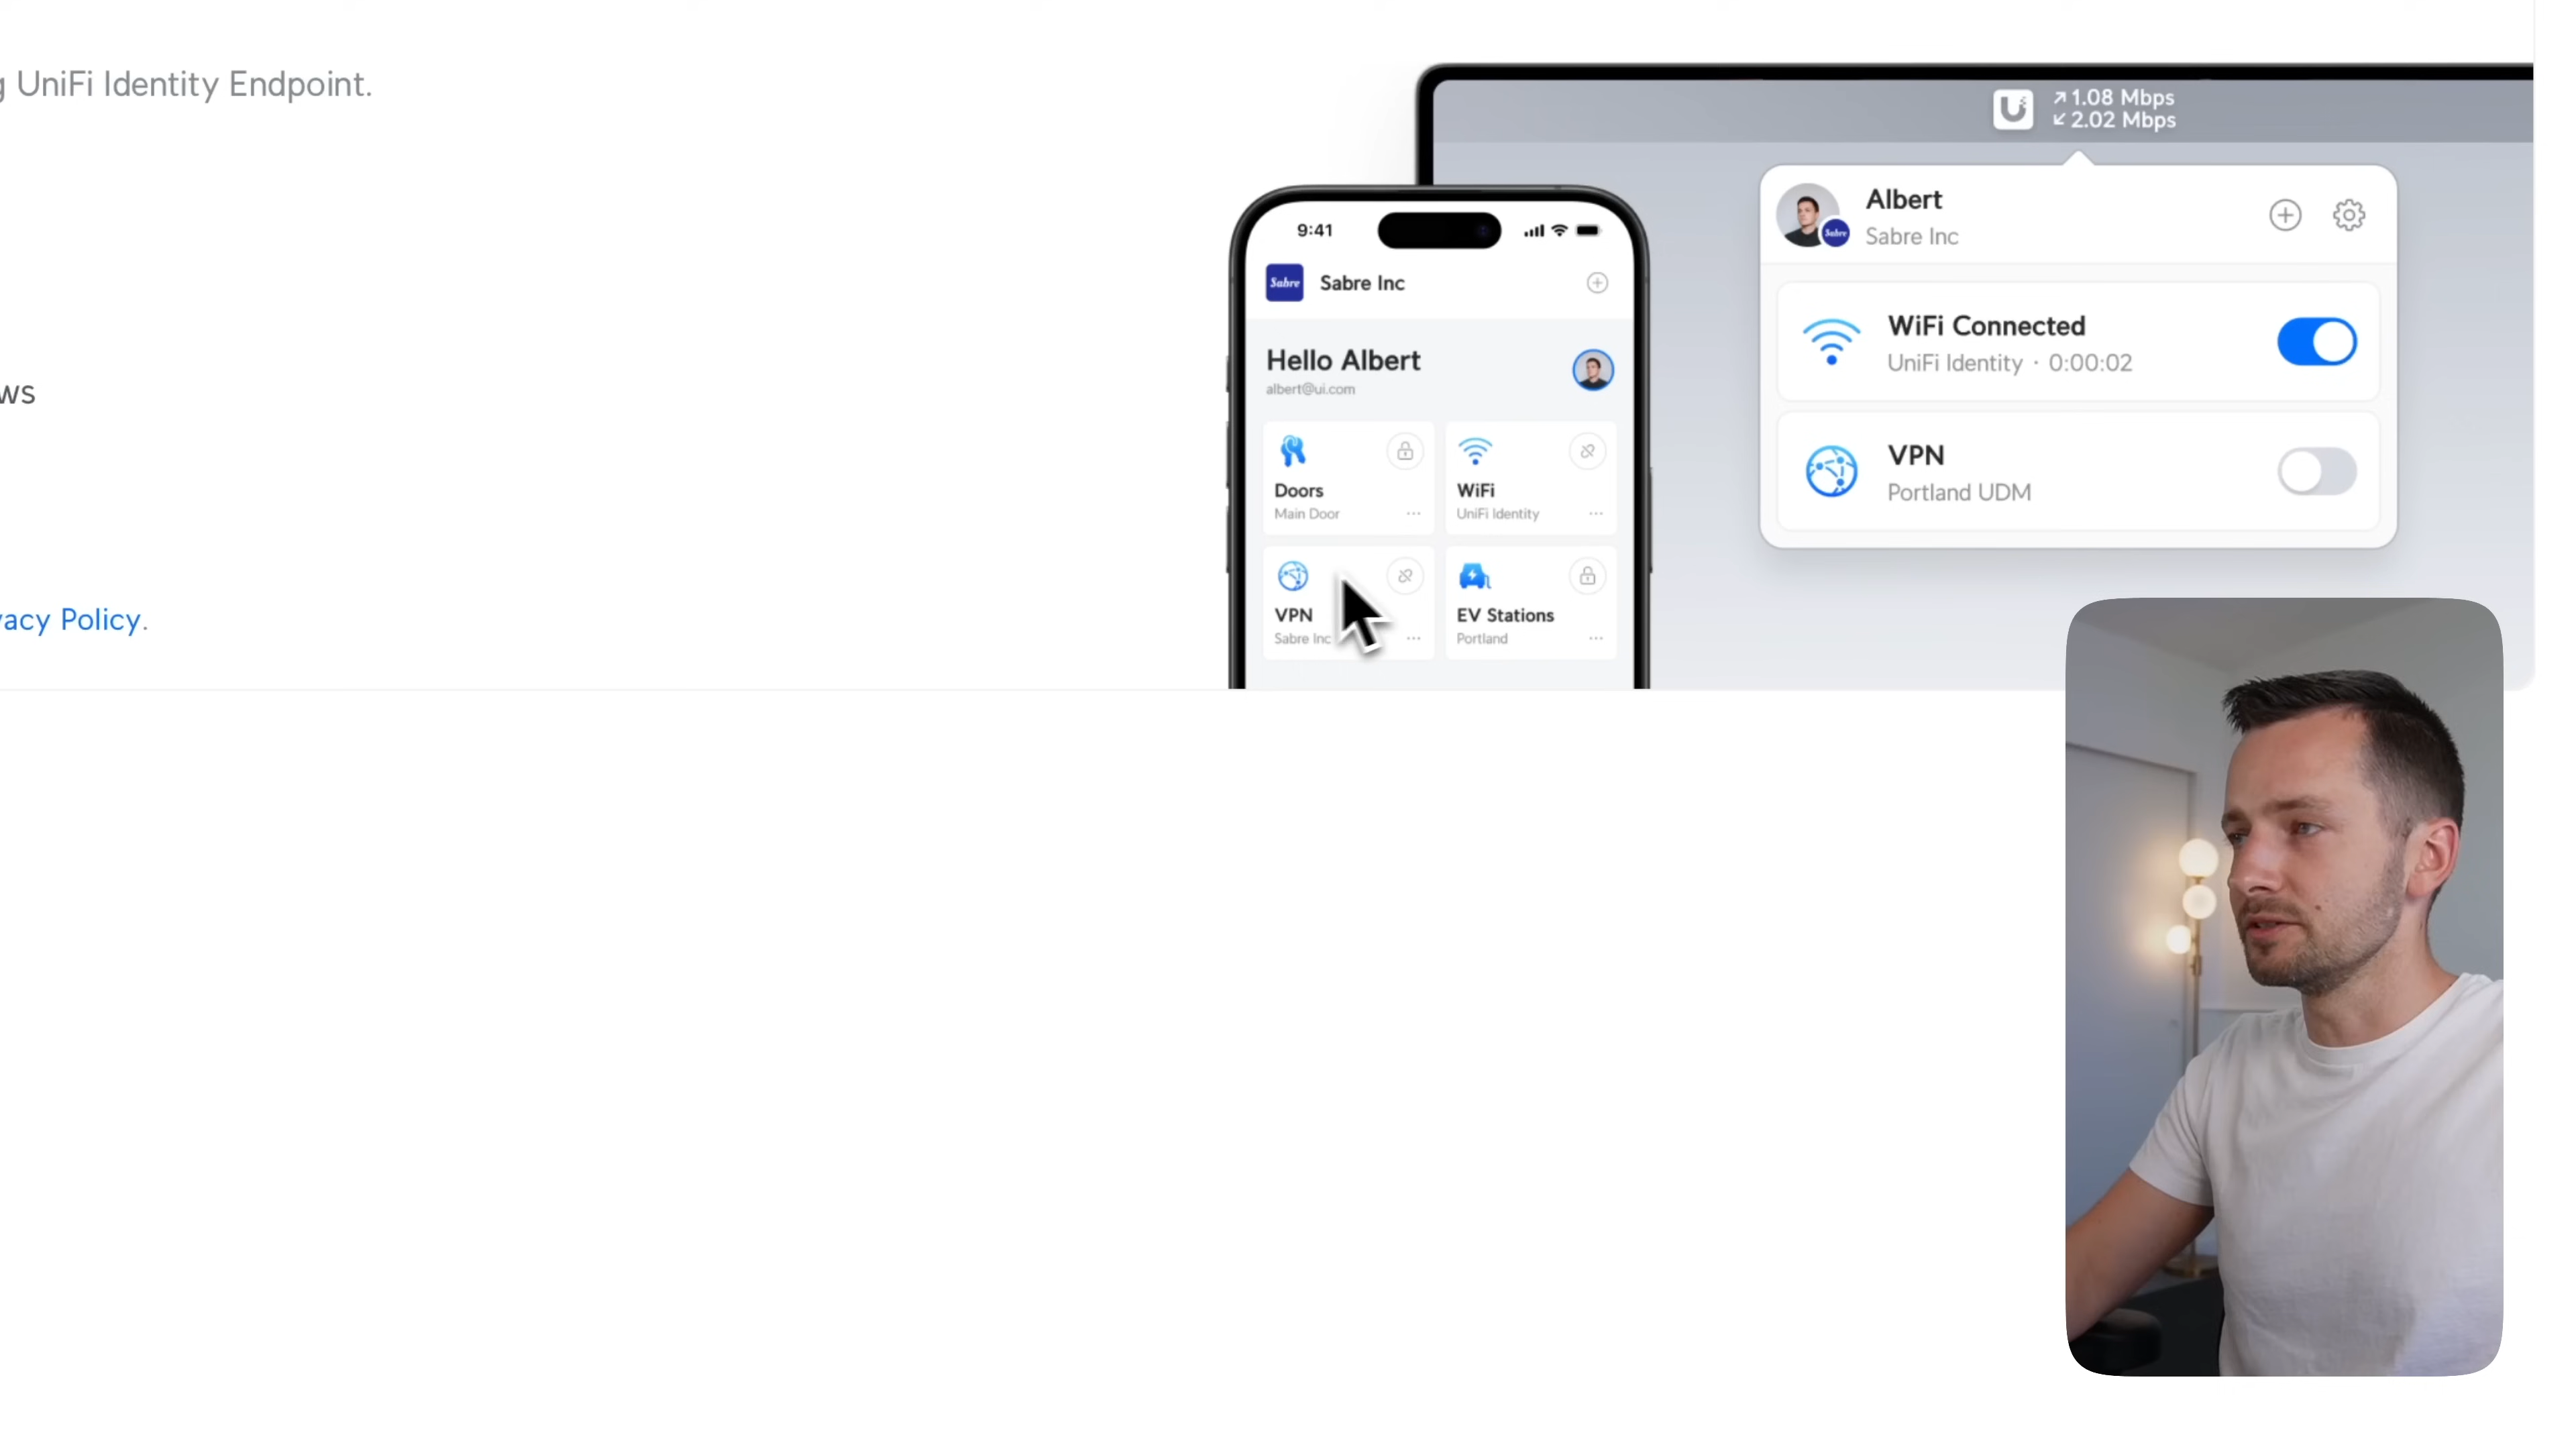 UniFi Identity Endpoint.
ws
acy Policy.
1.08 Mbps
2.02 Mbps
Albert
Sabre
Sabre Inc
WiFi Connected
UniFi Identity · 0:00:02
VPN
Portland UDM
9:41
Sabre
Sabre Inc
Hello Albert
albert@ui.com
Doors
Main Door
WiFi
UniFi Identity
VPN
Sabre Inc
EV Stations
Portland